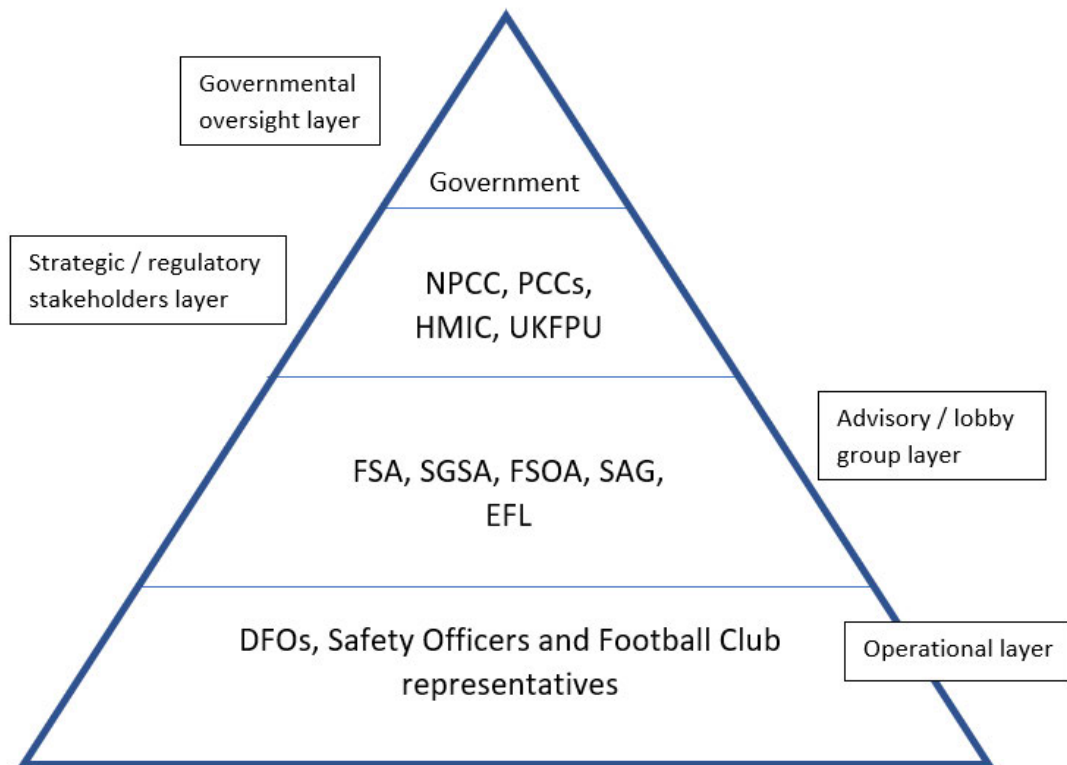 Governmental
oversight layer
Government
Strategic / regulatory
stakeholders layer
NPCC, PCCs,
HMIC, UKFPU
Advisory / lobby
group layer
FSA, SGSA, FSOA, SAG,
EFL
DFOs, Safety Officers and Football Club
representatives
Operational layer